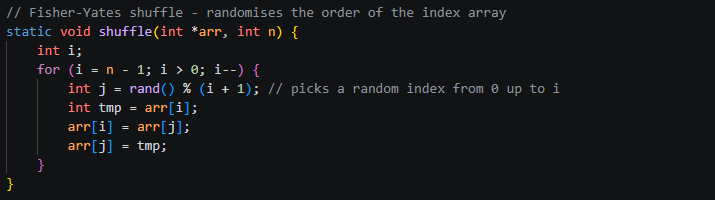 // Fisher-Yates shuffle - randomises the order of the index array
static void shuffle(int *arr, int n) {
    int i;
    for (i = n - 1; i > 0; i--) {
        int j = rand() % (i + 1); // picks a random index from 0 up to i
        int tmp = arr[i];
        arr[i] = arr[j];
        arr[j] = tmp;
    }
}